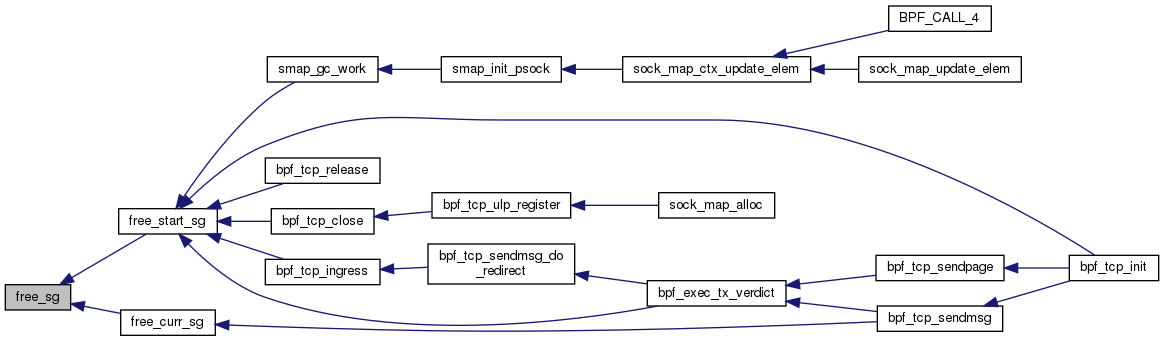 BPF_CALL_4
smap_gc_work
smap_init_psock
sock_map_ctx_update_elem
sock_map_update_elem
bpf_tcp_release
free_start_sg
bpf_tcp_close
bpf_tcp_ulp_register
sock_map_alloc
bpf_tcp_ingress
bpf_tcp_sendmsg_do
_redirect
bpf_exec_tx_verdict
bpf_tcp_sendpage
bpf_tcp_init
free_sg
free_curr_sg
bpf_tcp_sendmsg